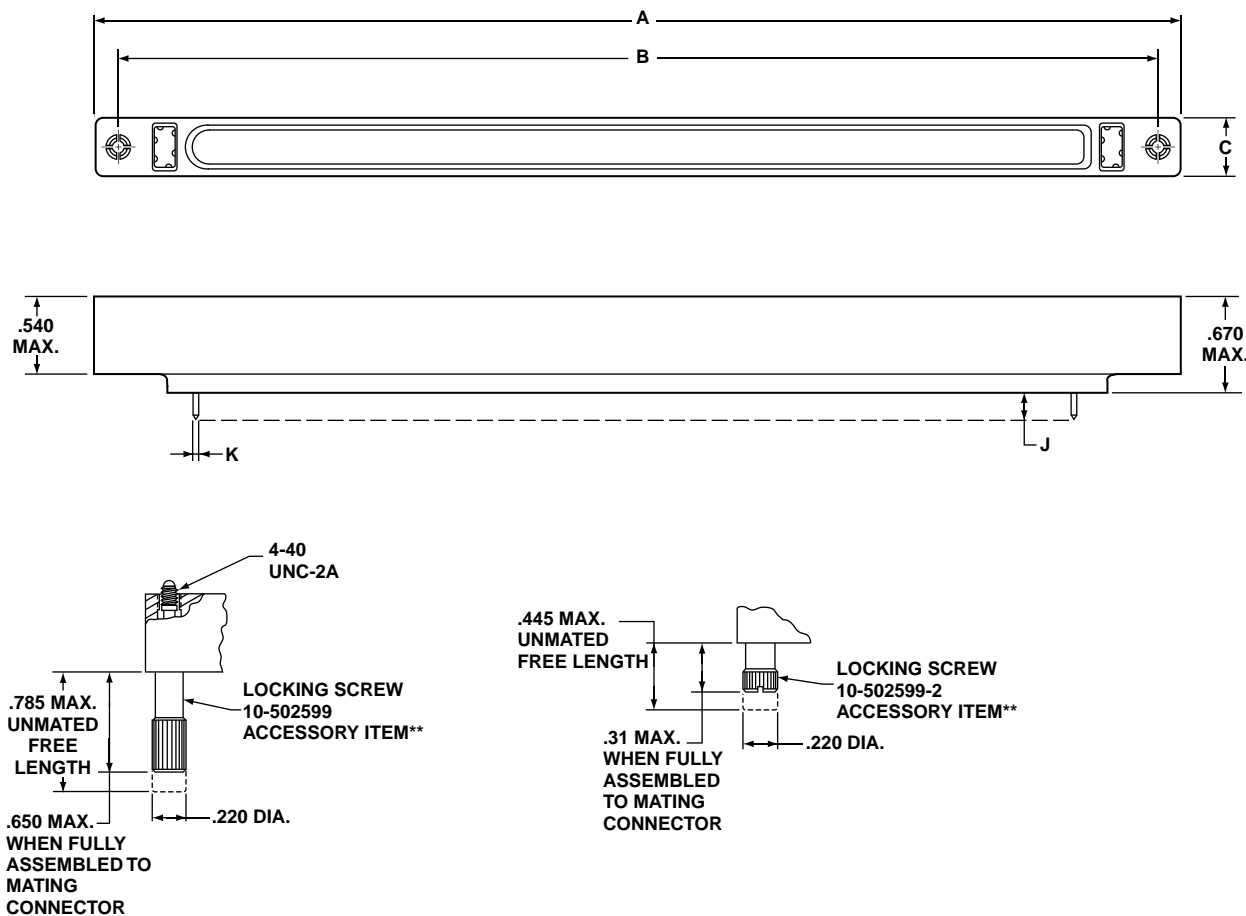 A
B
C
.540
MAX.
.670
MAX.
K
J
4-40
UNC-2A
.785 MAX.
UNMATED
FREE
LENGTH
LOCKING SCREW
10-502599
ACCESSORY ITEM**
.650 MAX.
WHEN FULLY
ASSEMBLED TO
MATING
CONNECTOR
.220 DIA.
.445 MAX.
UNMATED
FREE LENGTH
LOCKING SCREW
10-502599-2
ACCESSORY ITEM**
.31 MAX.
WHEN FULLY
ASSEMBLED
TO MATING
CONNECTOR
.220 DIA.